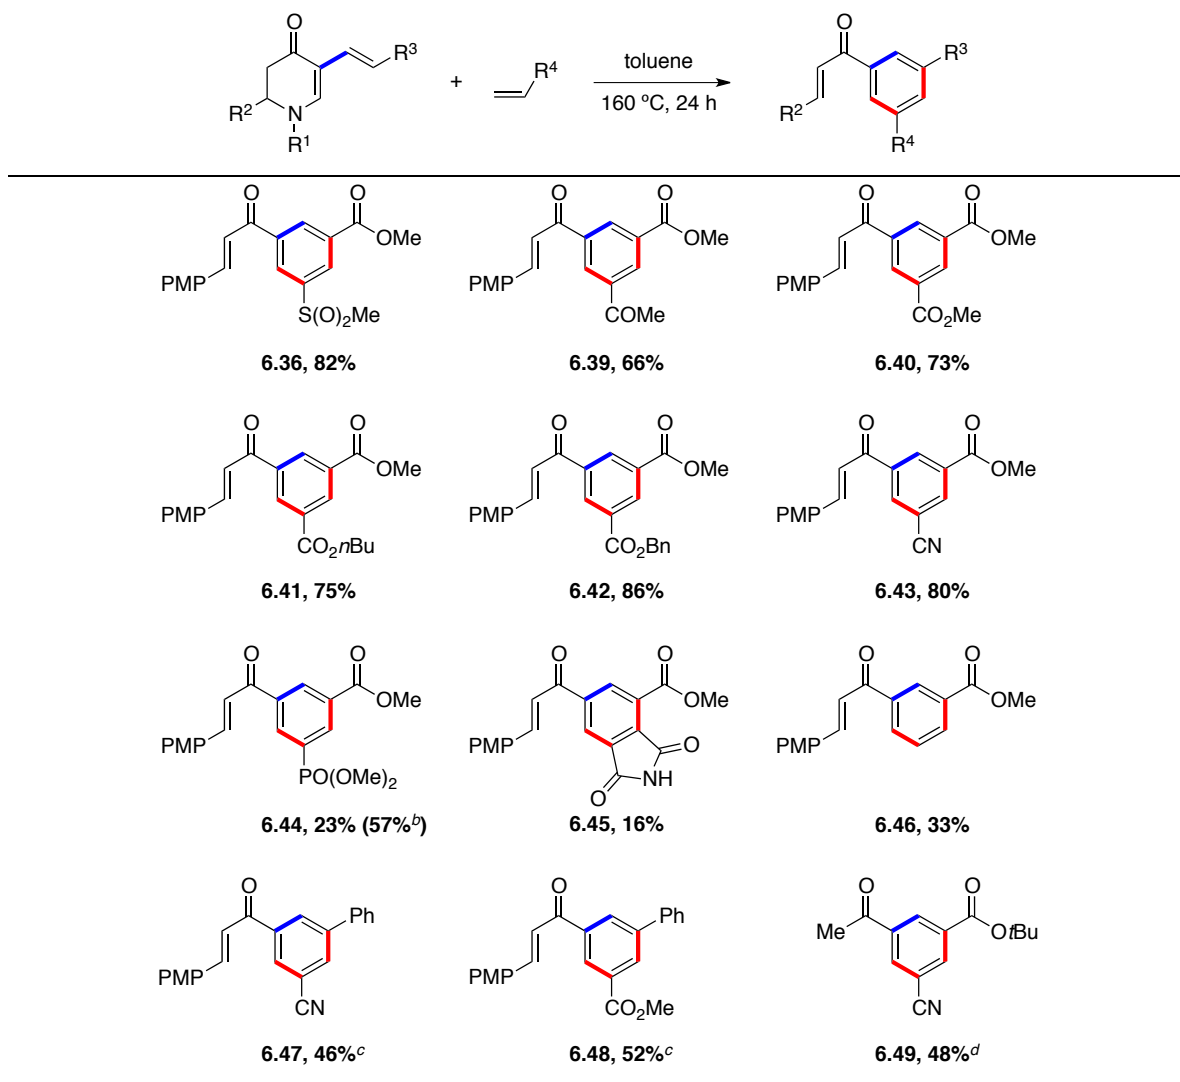 O O
R³ R³
R⁴ toluene
+
R² N 160 ºC, 24 h R²
R¹ R⁴
O O O O O O
OMe OMe OMe
PMP PMP PMP
S(O)₂Me COMe CO₂Me
6.36, 82% 6.39, 66% 6.40, 73%
O O O O O O
OMe OMe OMe
PMP PMP PMP
CO₂nBu CO₂Bn CN
6.41, 75% 6.42, 86% 6.43, 80%
O O O O O O
OMe OMe OMe
PMP PMP O PMP
PO(OMe)₂ NH
O
6.44, 23% (57%ᵇ) 6.45, 16% 6.46, 33%
O O O O
Ph Ph
Me OtBu
PMP PMP
CN CO₂Me CN
6.47, 46%ᶜ 6.48, 52%ᶜ 6.49, 48%ᵈ